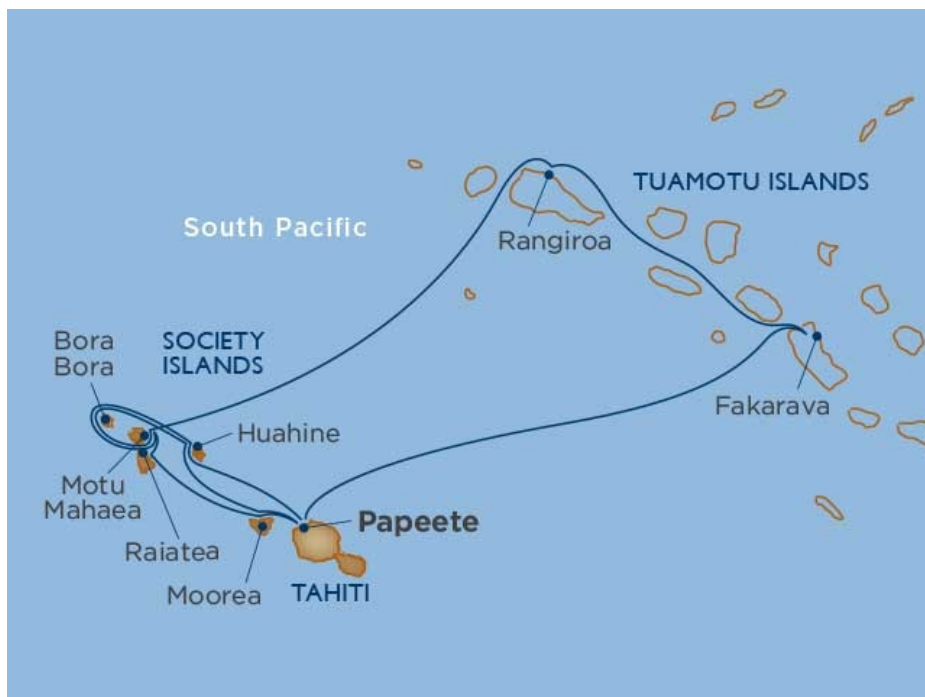 TUAMOTU ISLANDS
South Pacific
Rangiroa
Bora
Bora
SOCIETY
ISLANDS
Fakarava
Huahine
Motu
Mahaea
Papeete
Raiatea
Moorea
TAHITI